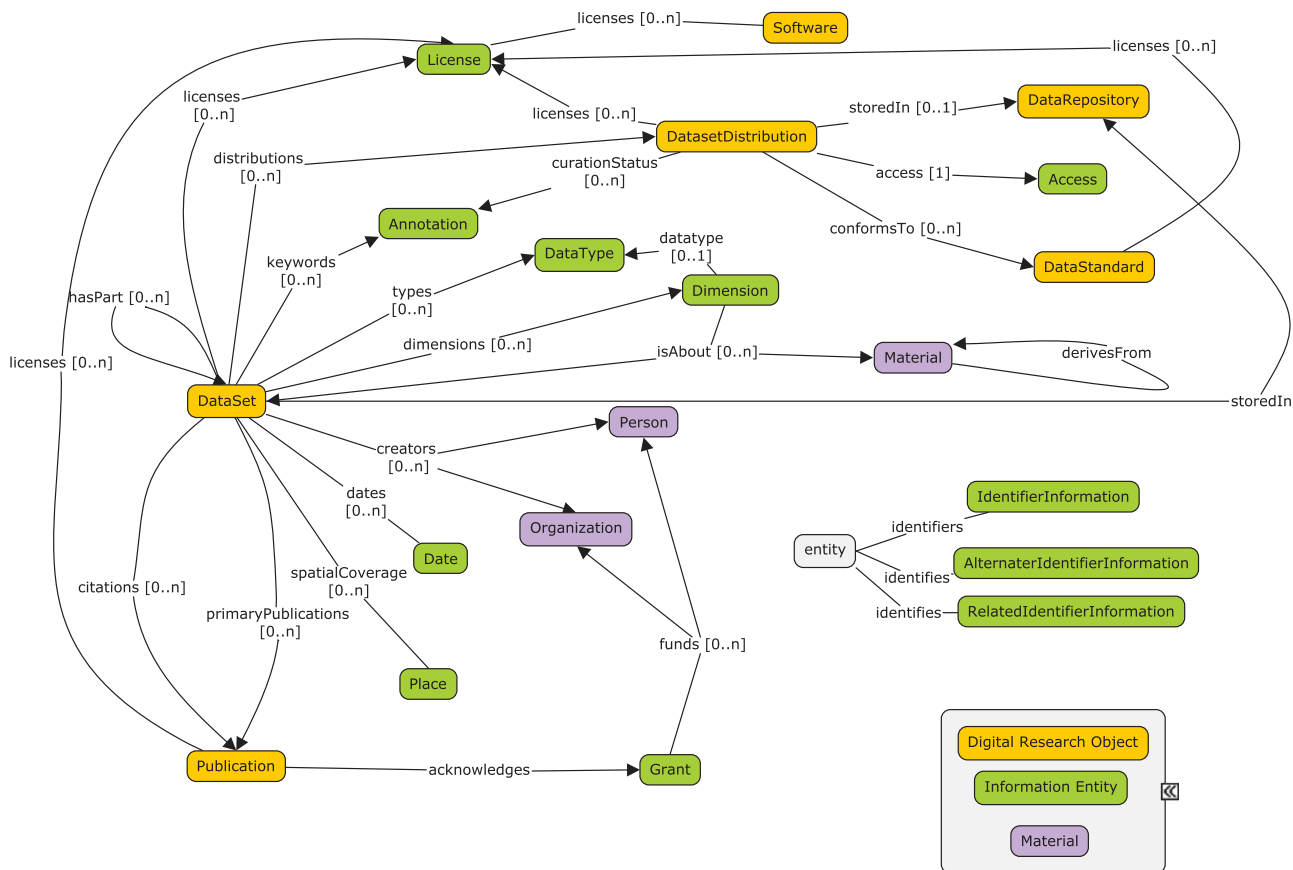 licenses [0..n]
Software
License
licenses [0..n]
licenses
[0..n]
DataRepository
storedIn [0..1]
licenses [0..n]
DatasetDistribution
distributions
[0..n]
curationStatus
[0..n]
access [1]
Access
Annotation
conformsTo [0..n]
datatype
[0..1]
DataType
keywords
[0..n]
DataStandard
types
[0..n]
Dimension
hasPart [0..n]
dimensions [0..n]
isAbout [0..n]
Material
derivesFrom
licenses [0..n]
DataSet
storedIn
Person
creators
[0..n]
dates
[0..n]
Organization
IdentifierInformation
identifiers
entity
Date
AlternaterIdentifierInformation
identifies
spatialCoverage
[0..n]
citations [0..n]
RelatedIdentifierInformation
identifies
primaryPublications
[0..n]
funds [0..n]
Place
Publication
acknowledges
Grant
Digital Research Object
Information Entity
Material